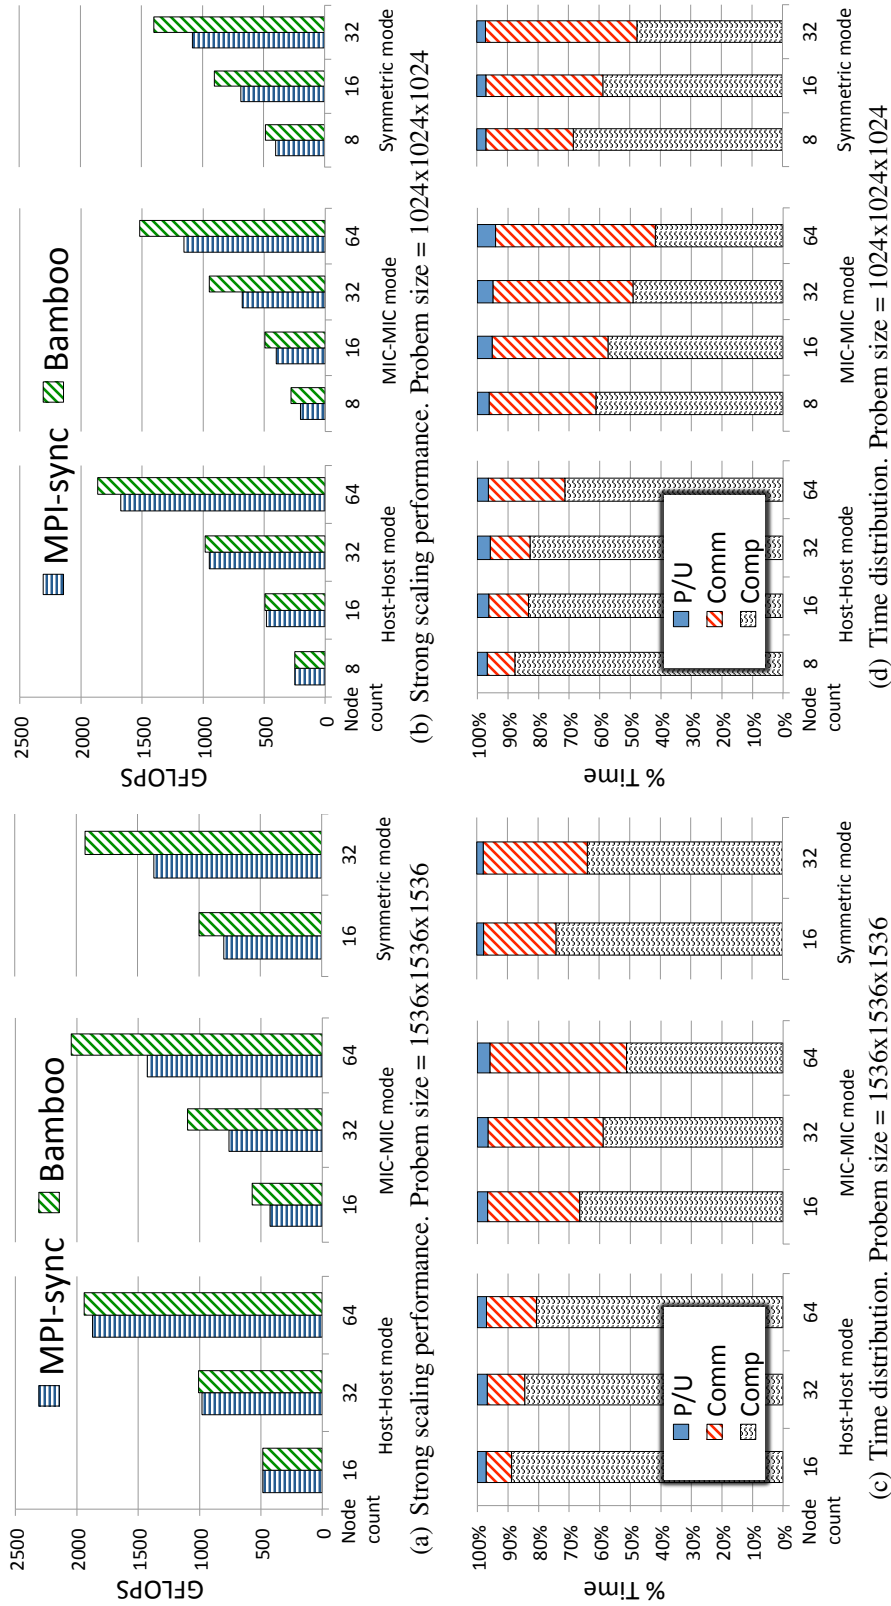 MPI-sync Bamboo
2500
2000
1500
1000
500
0
GFLOPS
Node count
16 32 64
Host-Host mode
16 32 64
MIC-MIC mode
16 32
Symmetric mode
(a) Strong scaling performance. Probem size = 1536x1536x1536
MPI-sync Bamboo
2500
2000
1500
1000
500
0
GFLOPS
Node count
8 16 32 64
Host-Host mode
8 16 32 64
MIC-MIC mode
8 16 32
Symmetric mode
(b) Strong scaling performance. Probem size = 1024x1024x1024
100%
90%
80%
70%
60%
50%
40%
30%
20%
10%
0%
% Time
P/U
Comm
Comp
Node count
16 32 64
Host-Host mode
16 32 64
MIC-MIC mode
16 32
Symmetric mode
(c) Time distribution. Probem size = 1536x1536x1536
100%
90%
80%
70%
60%
50%
40%
30%
20%
10%
0%
% Time
P/U
Comm
Comp
Node count
8 16 32 64
Host-Host mode
8 16 32 64
MIC-MIC mode
8 16 32
Symmetric mode
(d) Time distribution. Probem size = 1024x1024x1024